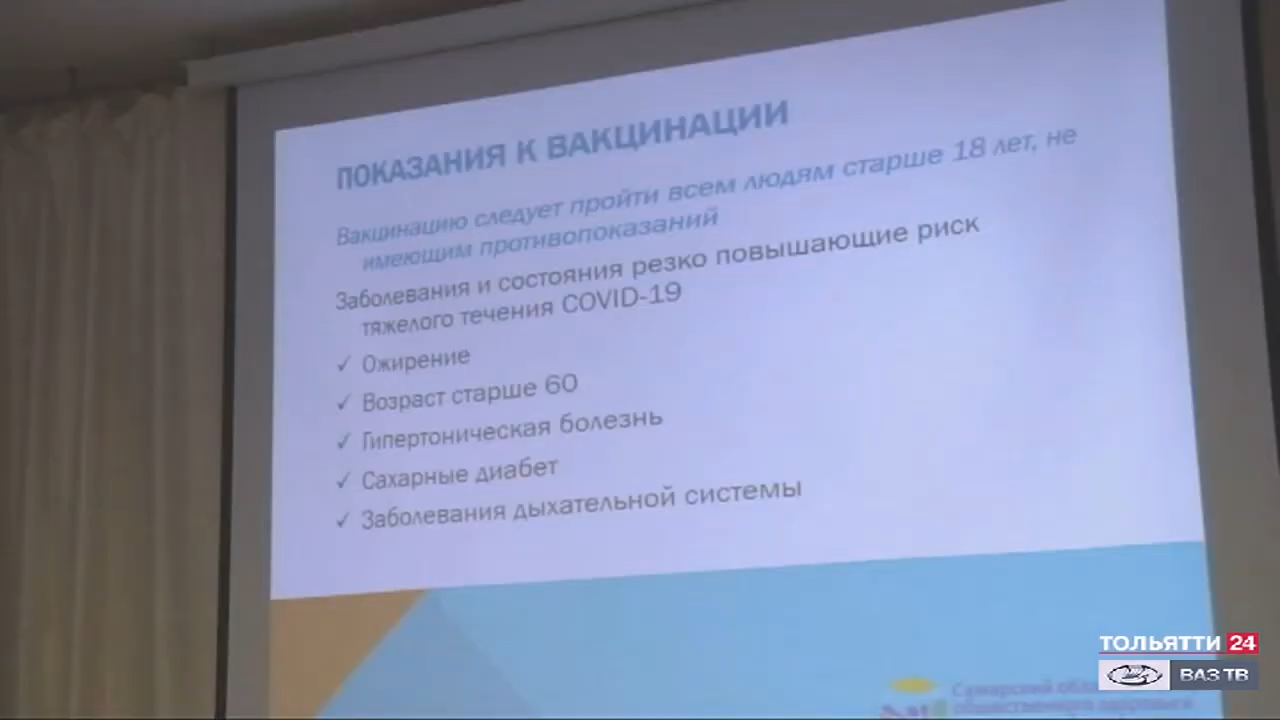 ПОКАЗАНИЯ К ВАКЦИНАЦИИ
Вакцинацию следует пройти всем людям старше 18 лет, не
имеющим противопоказаний
Заболевания и состояния резко повышающие риск
тяжелого течения COVID-19
✓ Ожирение
✓ Возраст старше 60
✓ Гипертоническая болезнь
✓ Сахарные диабет
✓ Заболевания дыхательной системы
ТОЛЬЯТТИ 24
ВАЗ ТВ
Самарский
общественного здоровья